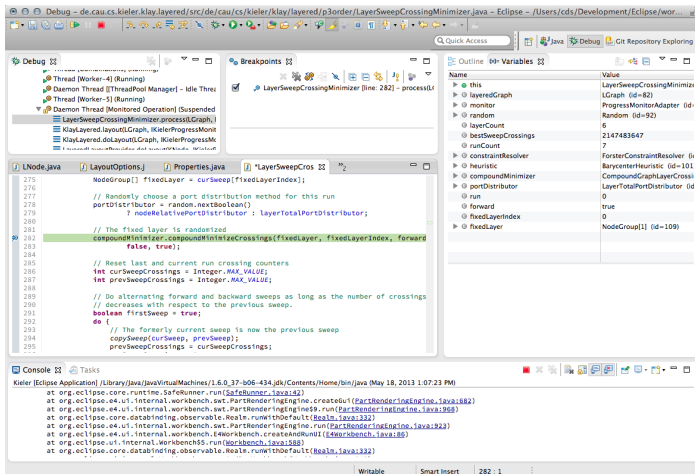 Debug - de.cau.cs.kieler.klay.layered/src/de/cau/cs/kieler/klay/layered/p3order/LayerSweepCrossingMinimizer.java - Eclipse - /Users/cds/Development/Eclipse/wor...
Quick Access
Java
Debug
Git Repository Exploring
Debug
Thread [Worker-4] (Running)
Daemon Thread [[ThreadPool Manager] - Idle Threa
Thread [Worker-5] (Running)
Daemon Thread [Monitored Operation] (Suspended
LayerSweepCrossingMinimizer.process(LGraph, I
KlayLayered.layout(LGraph, IKielerProgressMonit
KlayLayered.doLayout(LGraph, IKielerProgressMo
Breakpoints
LayerSweepCrossingMinimizer [line: 282] - process(LG
Outline
Variables
Name Value
this LayerSweepCrossingMinimize
layeredGraph LGraph (id=82)
monitor ProgressMonitorAdapter (id=
random Random (id=92)
layerCount 6
bestSweepCrossings 2147483647
runCount 7
constraintResolver ForsterConstraintResolver (ic
heuristic BarycenterHeuristic (id=101
compoundMinimizer CompoundGraphLayerCrossi
portDistributor LayerTotalPortDistributor (id
run 0
forward true
fixedLayerIndex 0
fixedLayer NodeGroup[1] (id=109)
LNode.java
LayoutOptions.j
Properties.java
*LayerSweepCros
»2
275 NodeGroup[] fixedLayer = curSweep[fixedLayerIndex];
276
277 // Randomly choose a port distribution method for this run
278 portDistributor = random.nextBoolean()
279 ? nodeRelativePortDistributor : layerTotalPortDistributor;
280
281 // The fixed layer is randomized
282 compoundMinimizer.compoundMinimizeCrossings(fixedLayer, fixedLayerIndex, forward
283 false, true);
284
285 // Reset last and current run crossing counters
286 int curSweepCrossings = Integer.MAX_VALUE;
287 int prevSweepCrossings = Integer.MAX_VALUE;
288
289 // Do alternating forward and backward sweeps as long as the number of crossings
290 // decreases with respect to the previous sweep.
291 boolean firstSweep = true;
292 do {
293 // The formerly current sweep is now the previous sweep
294 copySweep(curSweep, prevSweep);
295 prevSweepCrossings = curSweepCrossings;
Console
Tasks
Kieler [Eclipse Application] /Library/Java/JavaVirtualMachines/1.6.0_37-b06-434.jdk/Contents/Home/bin/java (May 18, 2013 1:07:23 PM)
at org.eclipse.core.runtime.SafeRunner.run(SafeRunner.java:42)
at org.eclipse.e4.ui.internal.workbench.swt.PartRenderingEngine.createGui(PartRenderingEngine.java:682)
at org.eclipse.e4.ui.internal.workbench.swt.PartRenderingEngine$9.run(PartRenderingEngine.java:968)
at org.eclipse.core.databinding.observable.Realm.runWithDefault(Realm.java:332)
at org.eclipse.e4.ui.internal.workbench.swt.PartRenderingEngine.run(PartRenderingEngine.java:923)
at org.eclipse.e4.ui.internal.workbench.E4Workbench.createAndRunUI(E4Workbench.java:86)
at org.eclipse.ui.internal.Workbench$5.run(Workbench.java:588)
at org.eclipse.core.databinding.observable.Realm.runWithDefault(Realm.java:332)
Writable
Smart Insert
282 : 1